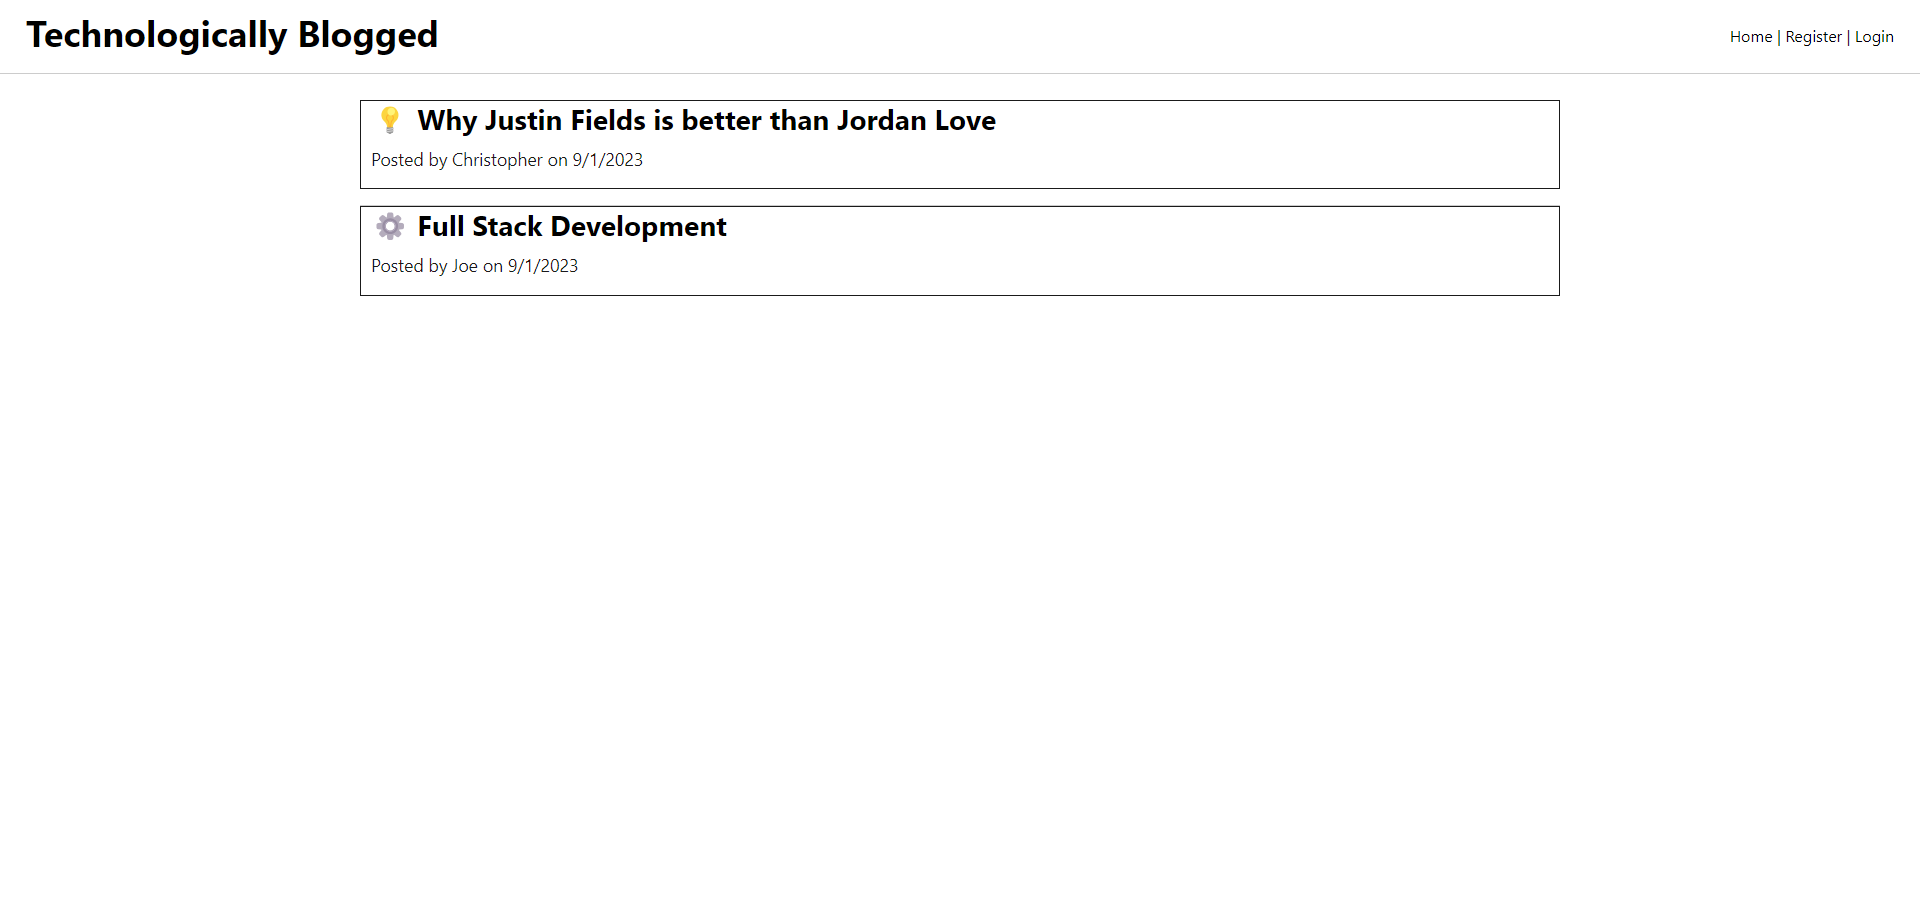 Technologically Blogged
Home | Register | Login
💡 Why Justin Fields is better than Jordan Love
Posted by Christopher on 9/1/2023
⚙️ Full Stack Development
Posted by Joe on 9/1/2023